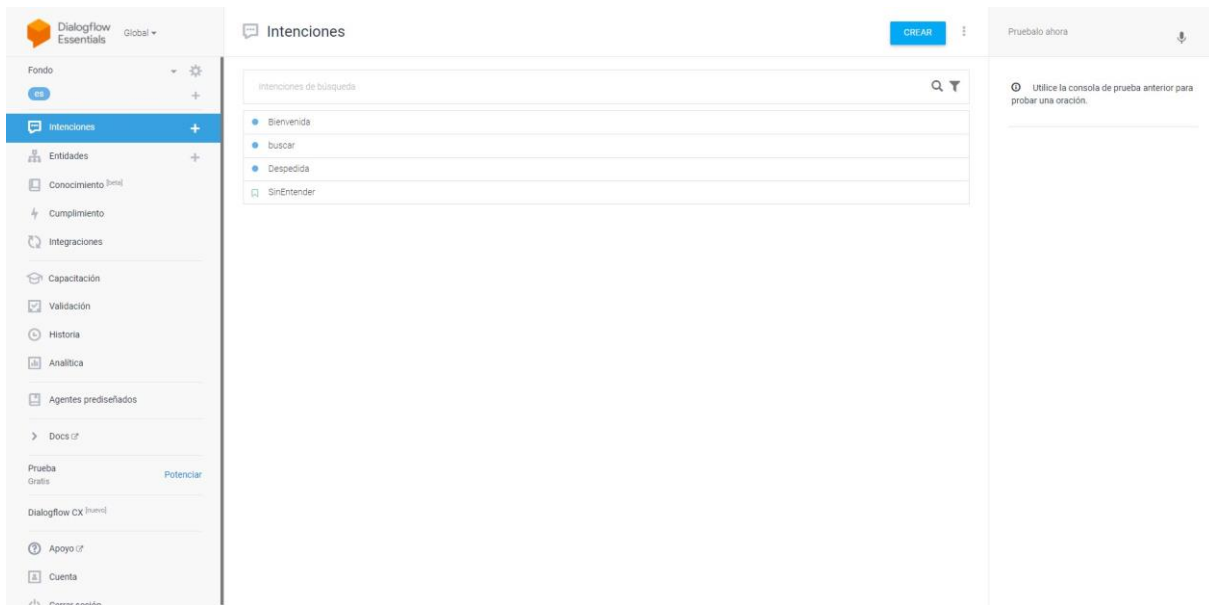 Dialogflow
Essentials
Global
Fondo
es
Intenciones
Entidades
Conocimiento [beta]
Cumplimiento
Integraciones
Capacitación
Validación
Historia
Analítica
Agentes prediseñados
Docs
Prueba
Gratis
Potenciar
Dialogflow CX [nuevo]
Apoyo
Cuenta
Cerrar sesión
Intenciones
CREAR
Intenciones de búsqueda
Bienvenida
buscar
Despedida
SinEntender
Pruebalo ahora
Utilice la consola de prueba anterior para
probar una oración.